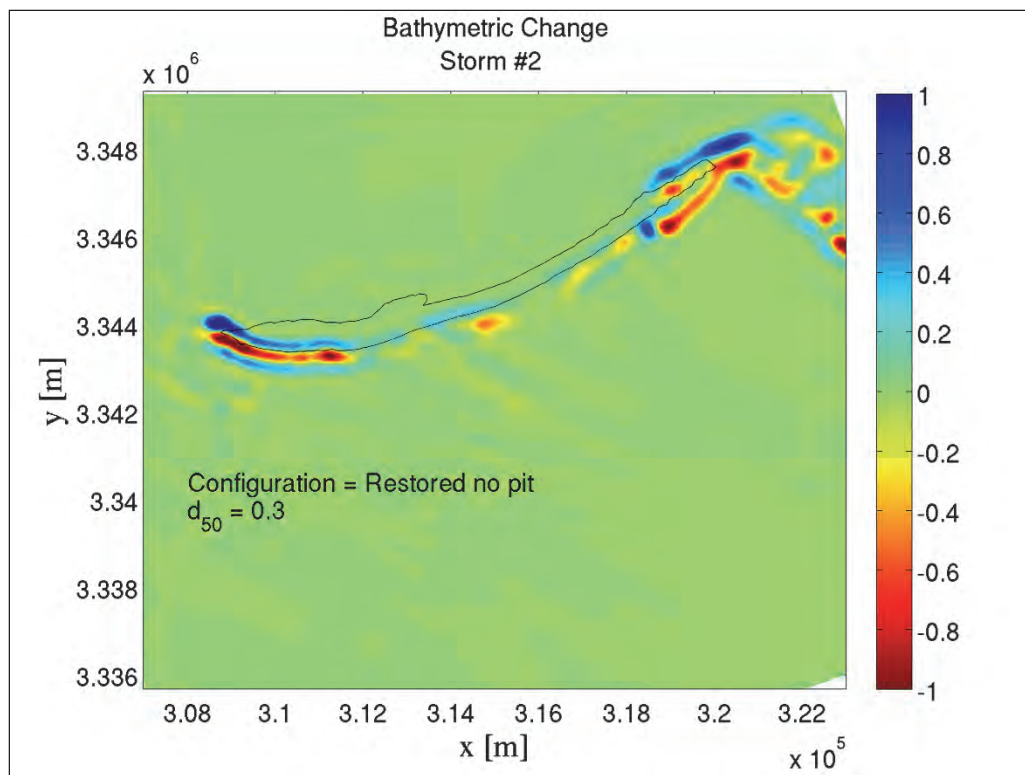 Bathymetric Change
Storm #2
x 10^6
3.348
3.346
3.344
3.342
3.34
3.338
3.336
y [m]
Configuration = Restored no pit
d_50 = 0.3
3.08 3.1 3.12 3.14 3.16 3.18 3.2 3.22
x [m]
x 10^5
1
0.8
0.6
0.4
0.2
0
-0.2
-0.4
-0.6
-0.8
-1